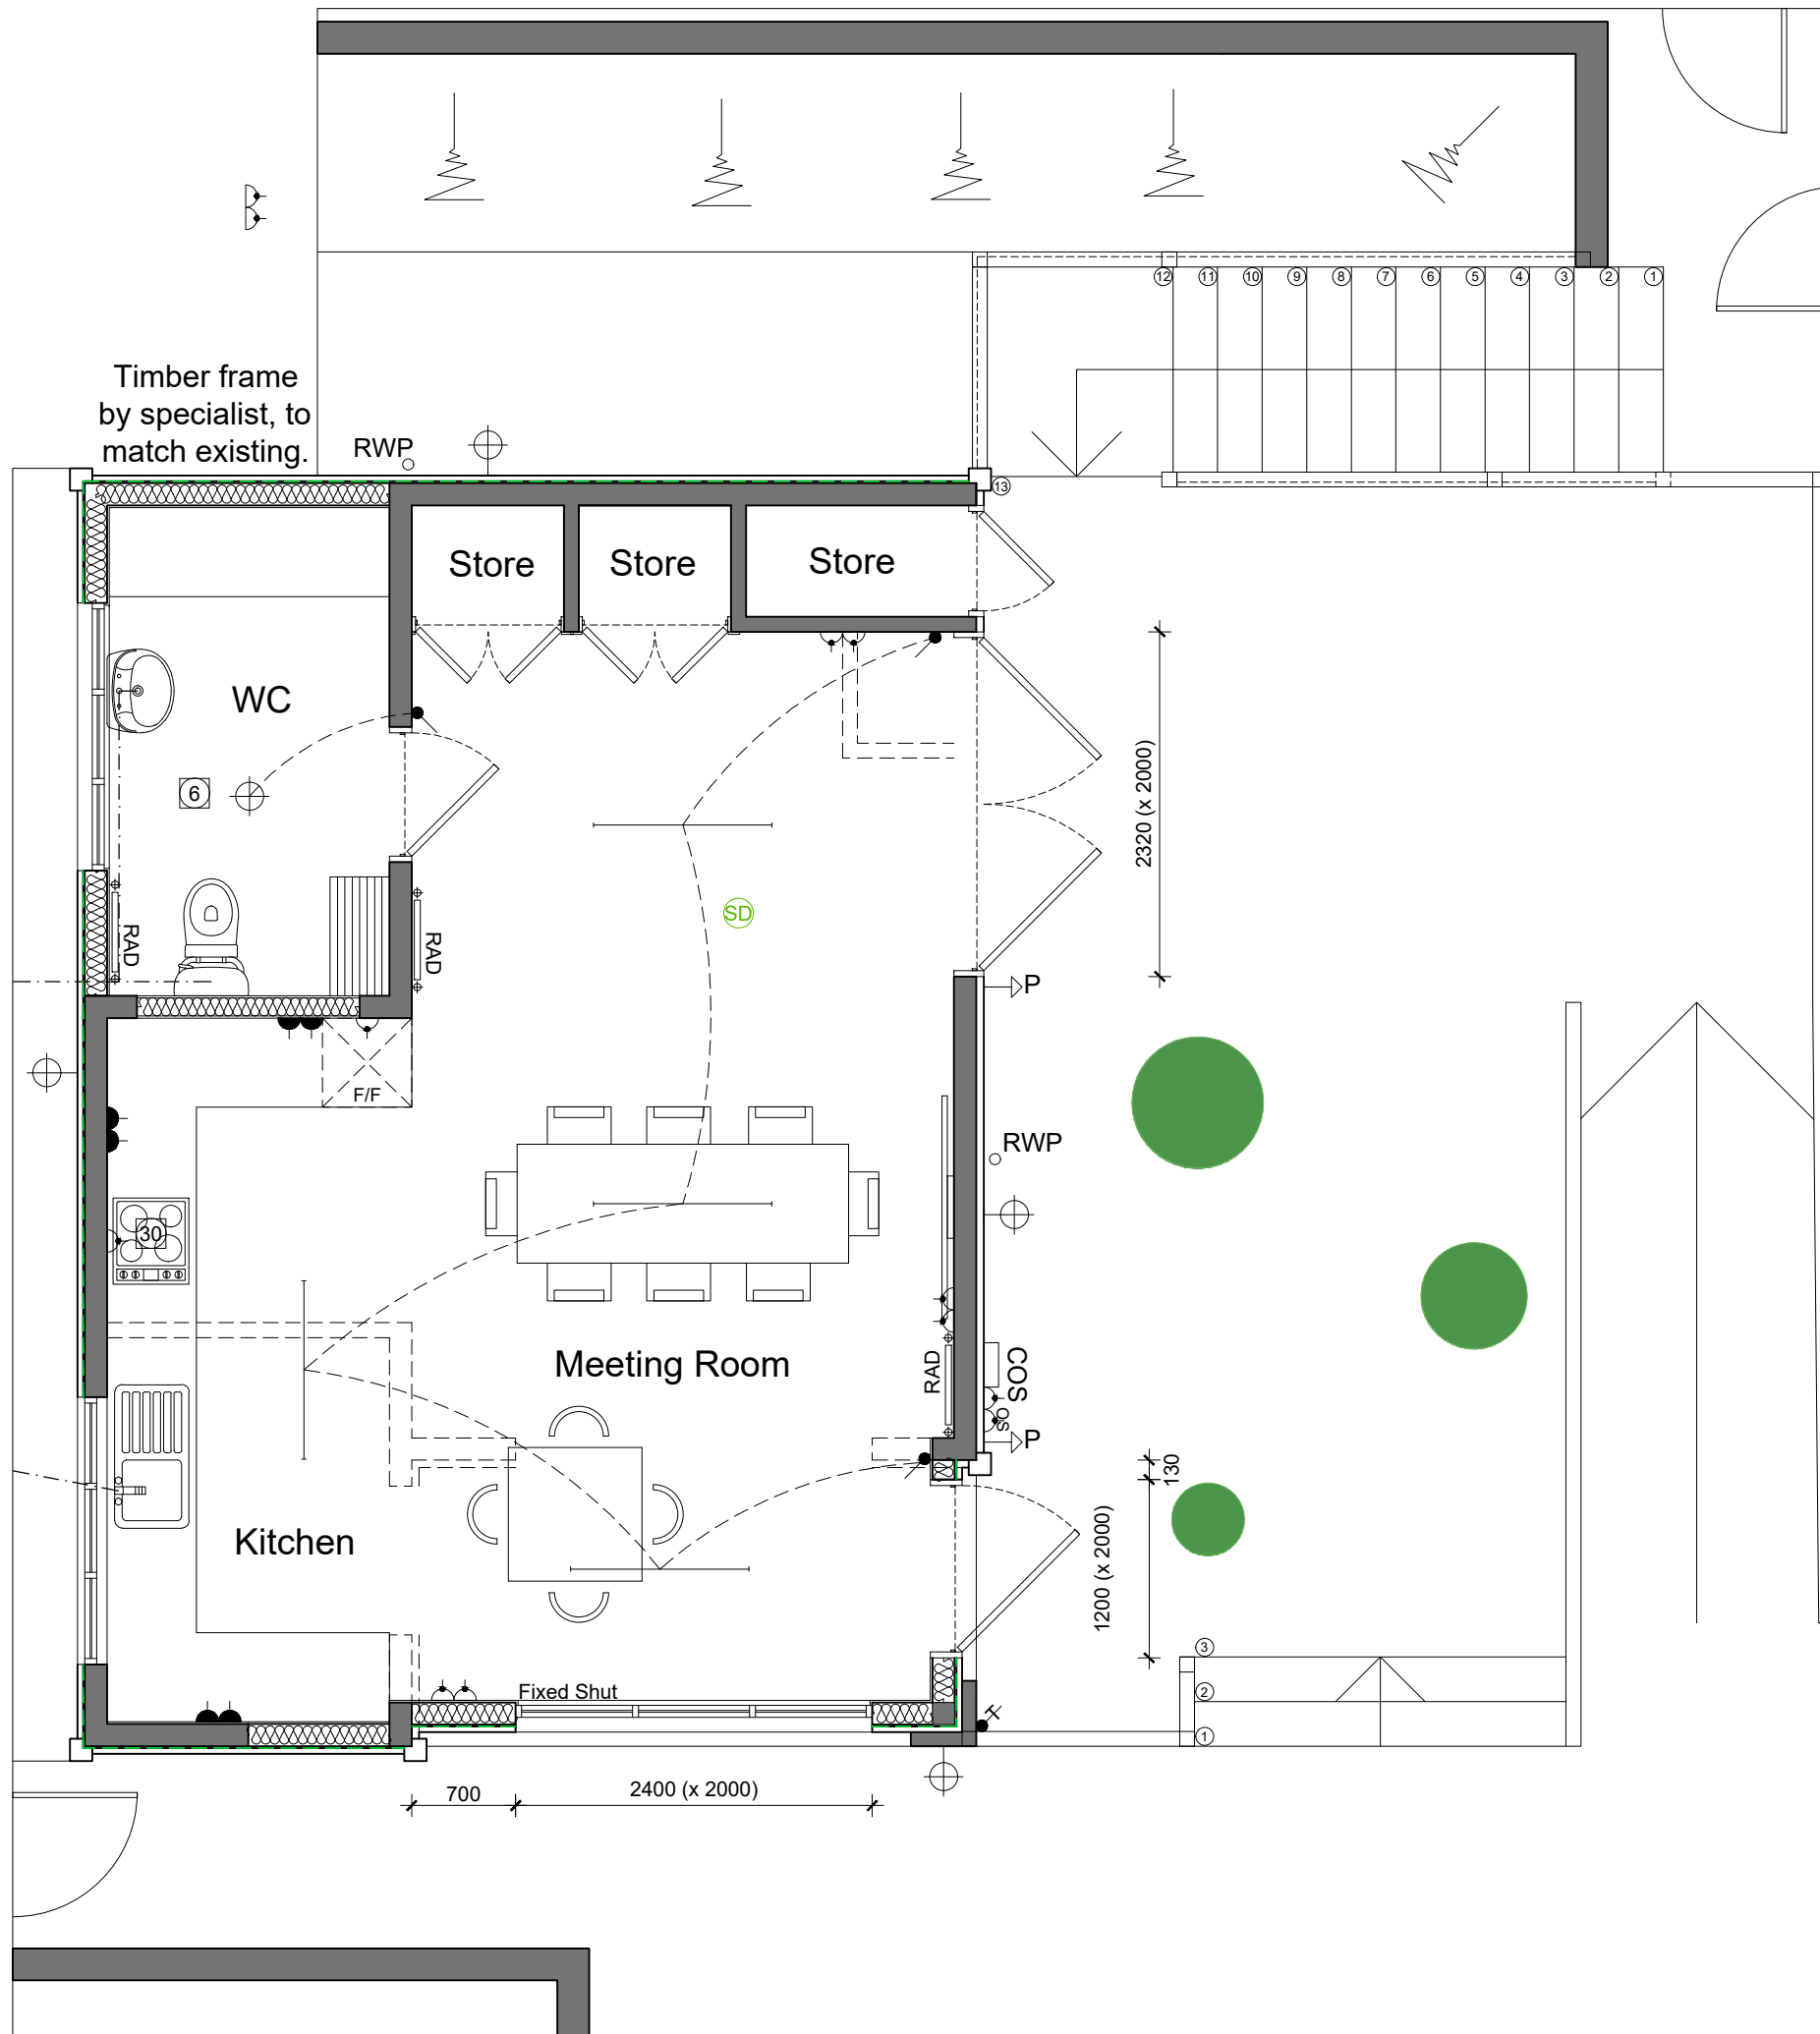 12
11
10
9
8
7
6
5
4
3
2
1
Timber frame
by specialist, to
match existing.
RWP
13
Store
Store
Store
WC
6
2320 (x 2000)
SD
RAD
RAD
P
F/F
RWP
30
Meeting Room
RAD
COS
OS
P
130
Kitchen
1200 (x 2000)
3
2
1
Fixed Shut
700
2400 (x 2000)